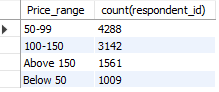 Price_range count(respondent_id)
50-99 4288
100-150 3142
Above 150 1561
Below 50 1009